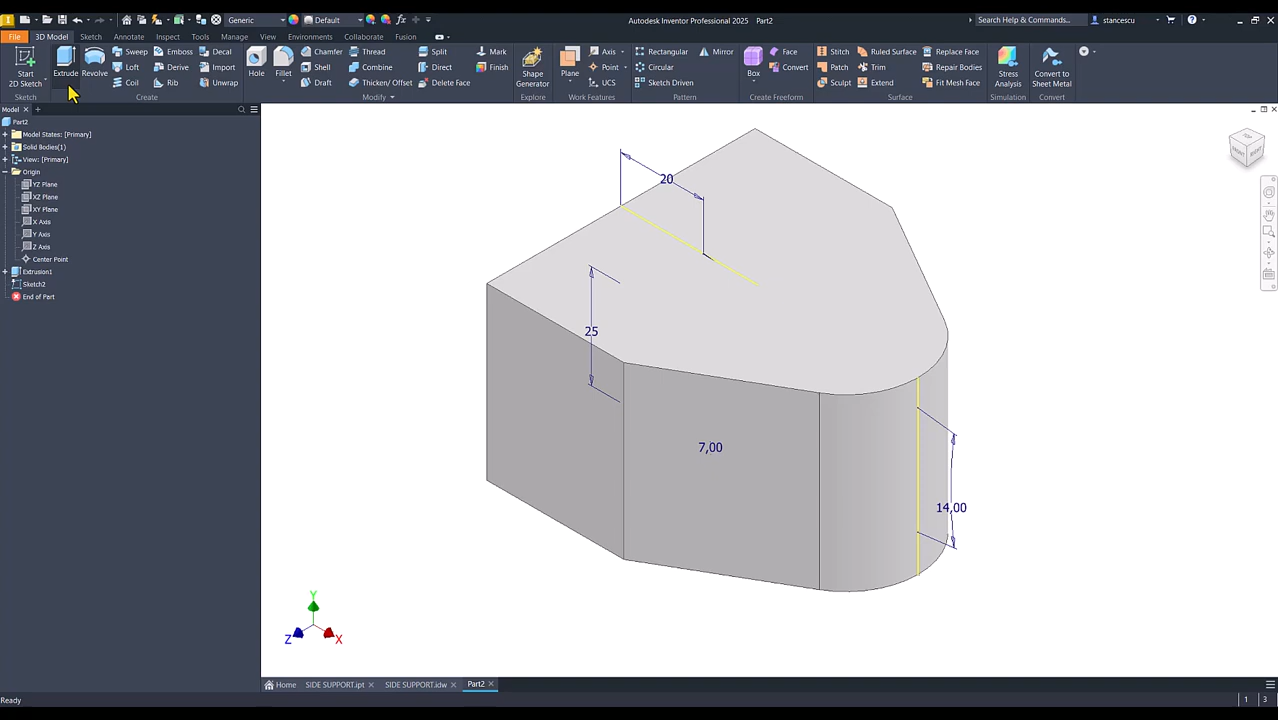 Generic
Default
fx
Autodesk Inventor Professional 2025 Part2
Search Help & Commands...
stancescu
File 3D Model Sketch Annotate Inspect Tools Manage View Environments Collaborate Fusion
Start
2D Sketch
Extrude
Revolve
Sweep
Loft
Coil
Emboss
Derive
Rib
Decal
Import
Unwrap
Hole
Fillet
Chamfer
Shell
Draft
Thread
Combine
Thicken/ Offset
Split
Direct
Delete Face
Mark
Finish
Shape
Generator
Plane
Axis
Point
UCS
Rectangular
Circular
Sketch Driven
Mirror
Box
Face
Convert
Stitch
Patch
Sculpt
Ruled Surface
Trim
Extend
Replace Face
Repair Bodies
Fit Mesh Face
Stress
Analysis
Convert to
Sheet Metal
Sketch
Create
Modify
Explore
Work Features
Pattern
Create Freeform
Surface
Simulation
Convert
Model
Part2
Model States: [Primary]
Solid Bodies(1)
View: [Primary]
Origin
YZ Plane
XZ Plane
XY Plane
X Axis
Y Axis
Z Axis
Center Point
Extrusion1
Sketch2
End of Part
20
25
7,00
14,00
TOP
FRONT
RIGHT
Y
Z
X
Home SIDE SUPPORT.ipt SIDE SUPPORT.idw Part2
Ready
1 3